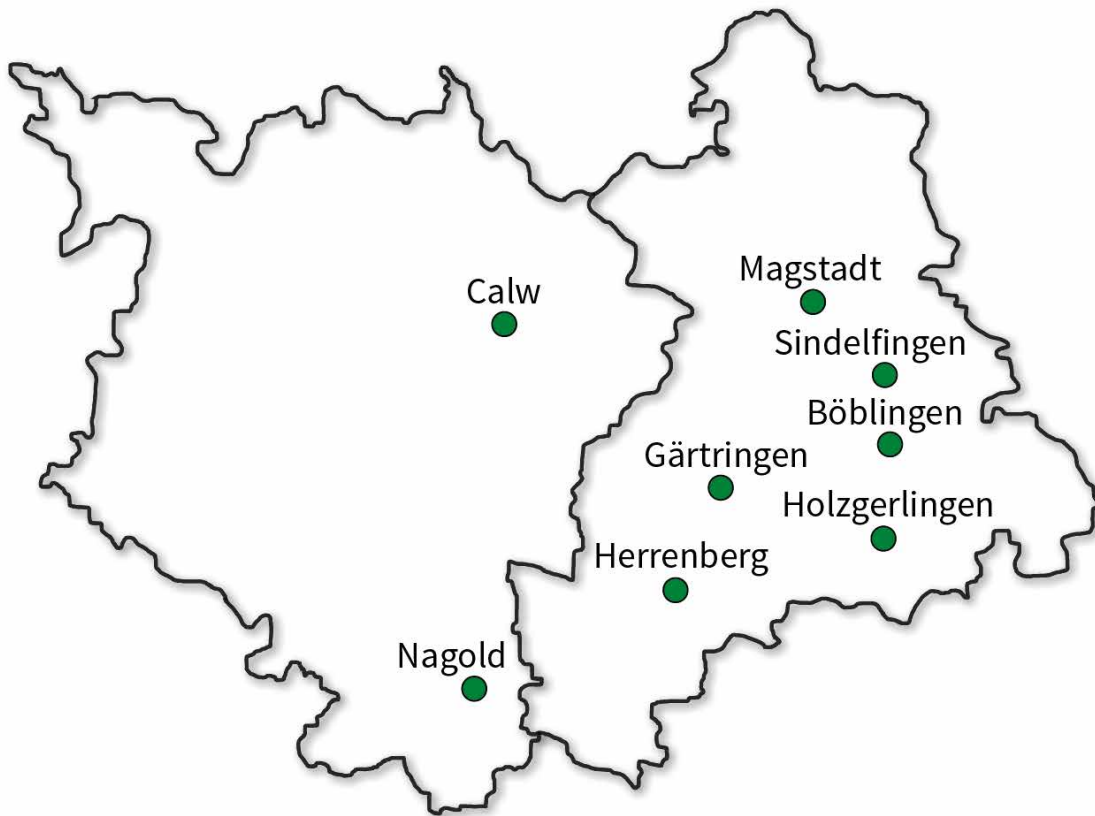 Magstadt
Calw
Sindelfingen
Böblingen
Gärtringen
Holzgerlingen
Herrenberg
Nagold